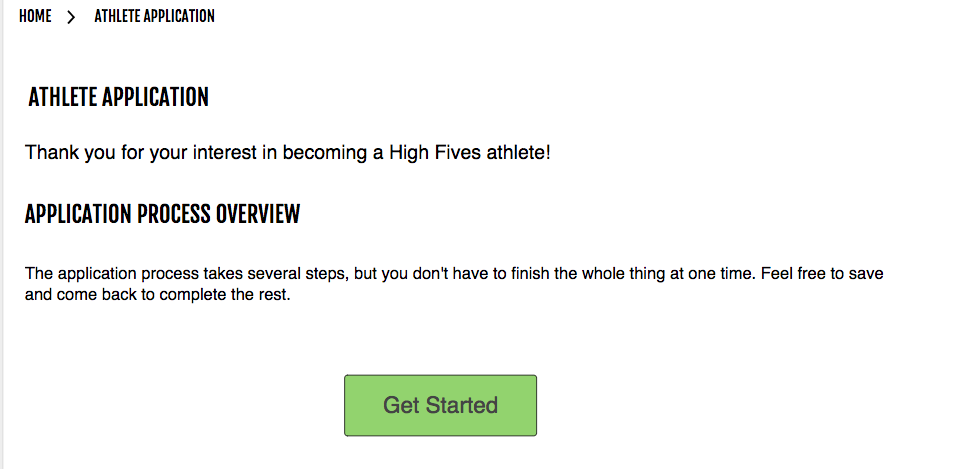 HOME > ATHLETE APPLICATION
ATHLETE APPLICATION
Thank you for your interest in becoming a High Fives athlete!
APPLICATION PROCESS OVERVIEW
The application process takes several steps, but you don't have to finish the whole thing at one time. Feel free to save
and come back to complete the rest.
Get Started